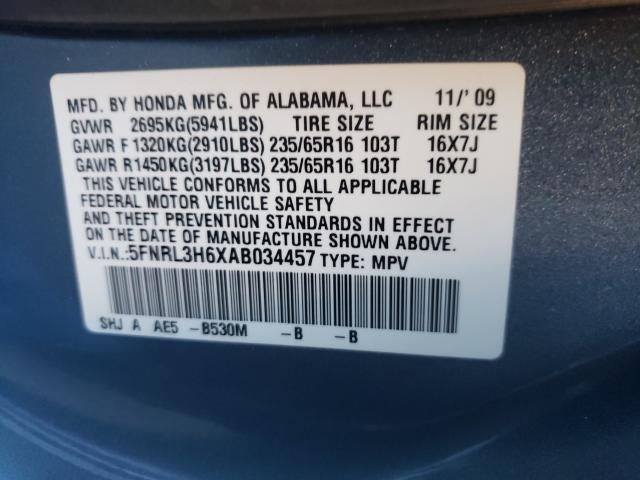 MFD. BY HONDA MFG. OF ALABAMA, LLC 11/' 09
GVWR 2695KG(5941LBS) TIRE SIZE RIM SIZE
GAWR F 1320KG(2910LBS) 235/65R16 103T 16X7J
GAWR R1450KG(3197LBS) 235/65R16 103T 16X7J
THIS VEHICLE CONFORMS TO ALL APPLICABLE
FEDERAL MOTOR VEHICLE SAFETY
AND THEFT PREVENTION STANDARDS IN EFFECT
ON THE DATE OF MANUFACTURE SHOWN ABOVE.
V.I.N.:5FNRL3H6XAB034457 TYPE: MPV
SHJ A AE5 -B530M -B -B